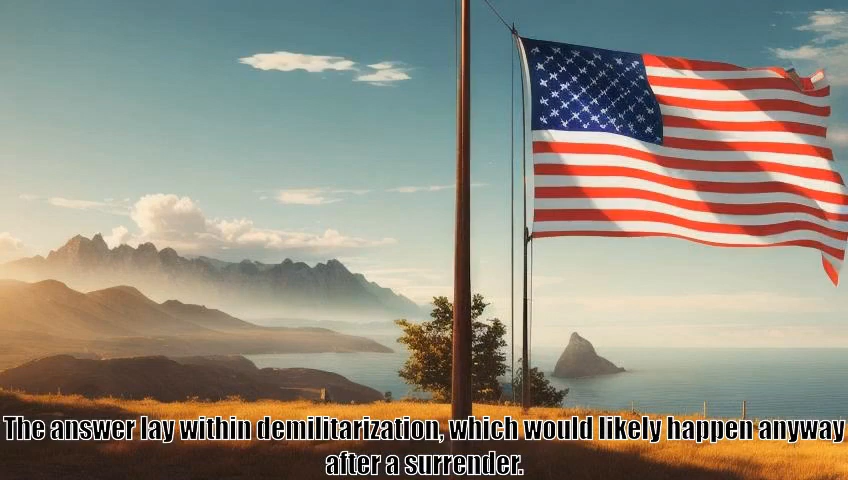 The answer lay within demilitarization, which would likely happen anyway
after a surrender.